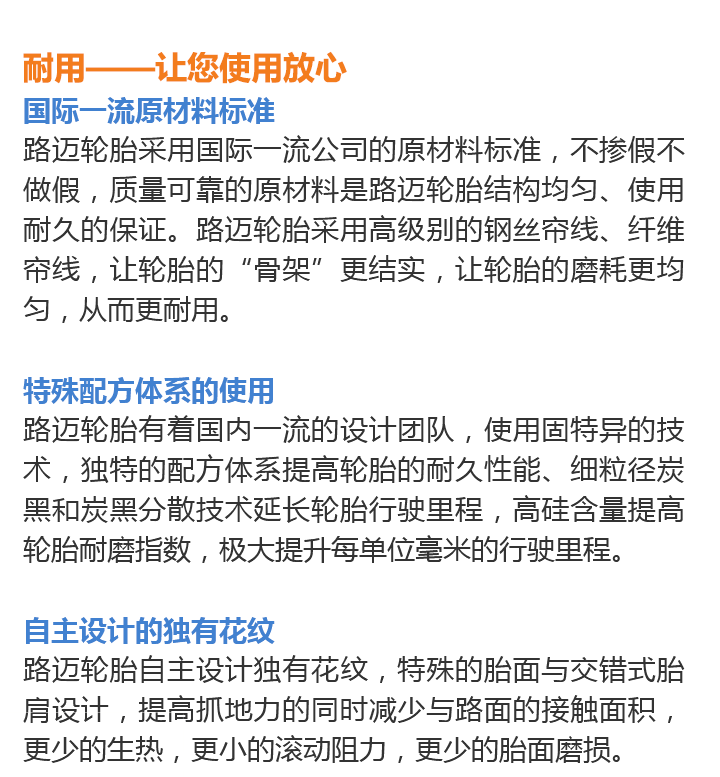 耐用——让您使用放心
国际一流原材料标准
路迈轮胎采用国际一流公司的原材料标准，不掺假不
做假，质量可靠的原材料是路迈轮胎结构均匀、使用
耐久的保证。路迈轮胎采用高级别的钢丝帘线、纤维
帘线，让轮胎的“骨架”更结实，让轮胎的磨耗更均
匀，从而更耐用。
特殊配方体系的使用
路迈轮胎有着国内一流的设计团队，使用固特异的技
术，独特的配方体系提高轮胎的耐久性能、细粒径炭
黑和炭黑分散技术延长轮胎行驶里程，高硅含量提高
轮胎耐磨指数，极大提升每单位毫米的行驶里程。
自主设计的独有花纹
路迈轮胎自主设计独有花纹，特殊的胎面与交错式胎
肩设计，提高抓地力的同时减少与路面的接触面积，
更少的生热，更小的滚动阻力，更少的胎面磨损。